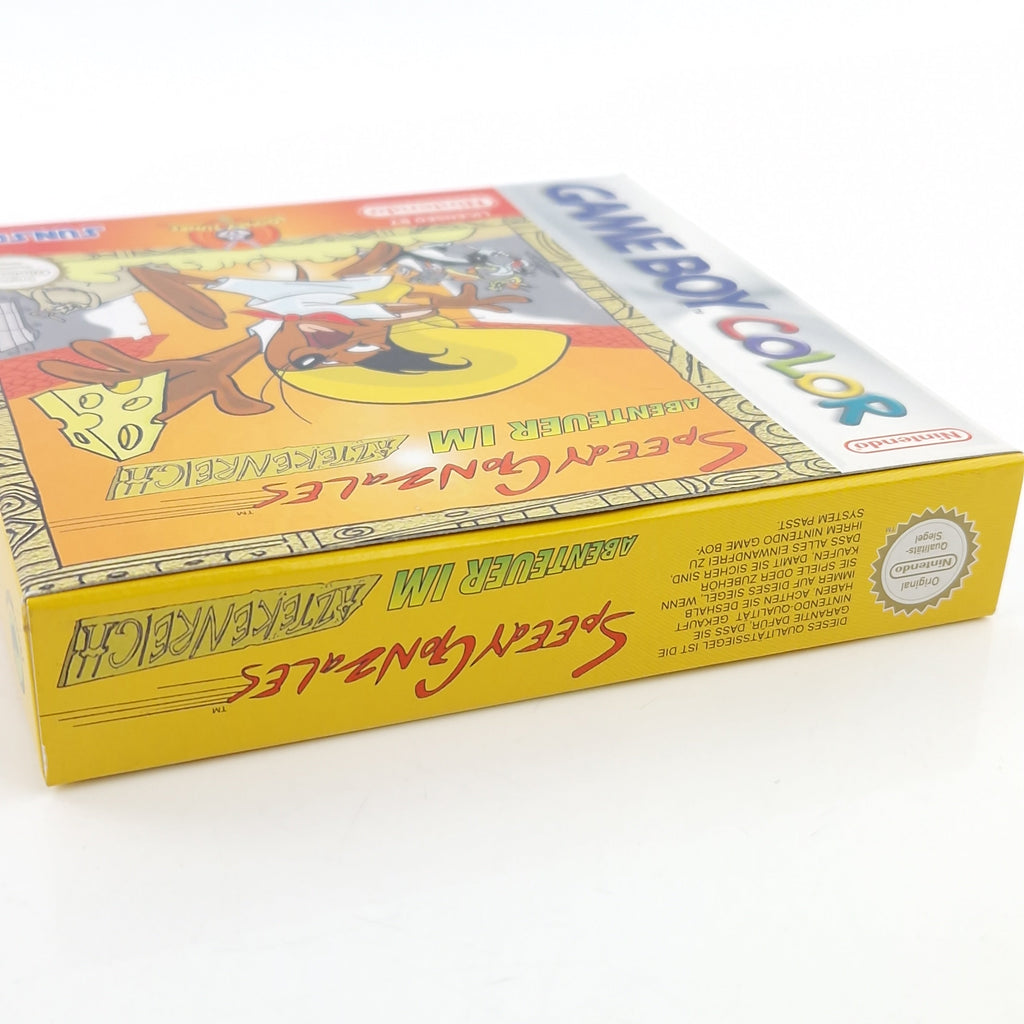 GAME BOY COLOR
TM
Nintendo
LICENSED BY
Nintendo
SPEEDY GONZALES
TM
ABENTEUER IM
AZTEKENREICH
Original
Nintendo
Qualitäts-
Siegel
TM
DIESES QUALITÄTSSIEGEL IST DIE
GARANTIE DAFÜR, DASS SIE
NINTENDO-QUALITÄT GEKAUFT
HABEN. ACHTEN SIE DESHALB
IMMER AUF DIESES SIEGEL, WENN
SIE SPIELE ODER ZUBEHÖR
KAUFEN, DAMIT SIE SICHER SIND,
DASS ALLES EINWANDFREI ZU
IHREM NINTENDO GAME BOY-
SYSTEM PASST.
SPEEDY GONZALES
TM
ABENTEUER IM
AZTEKENREICH